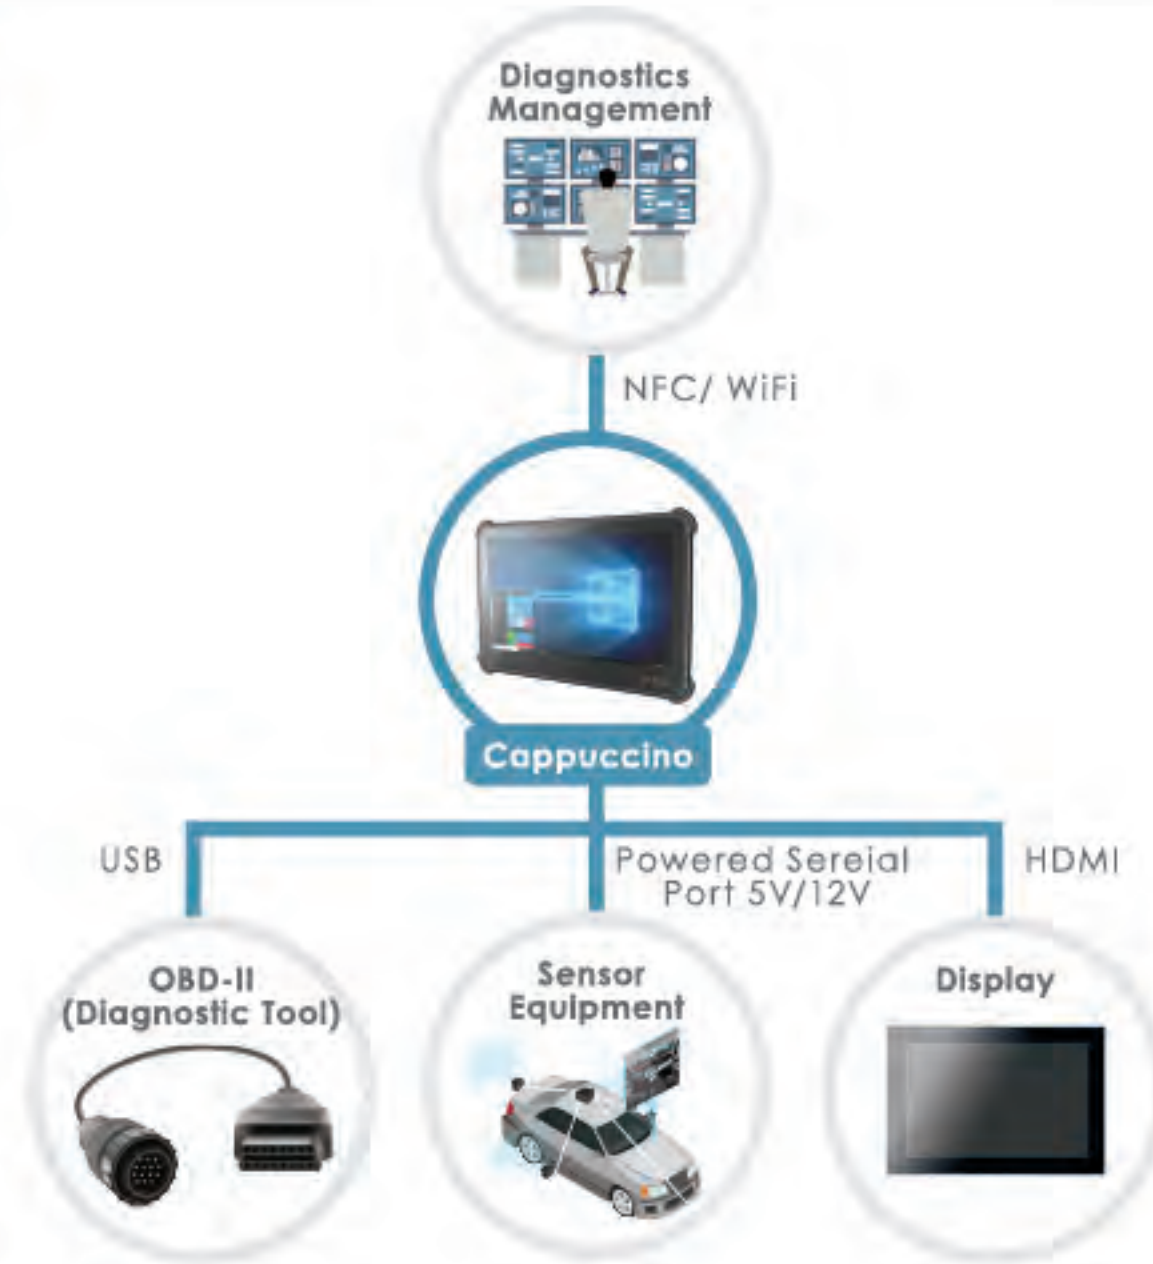 Diagnostics
Management
NFC/ WiFi
Cappuccino
USB
Powered Sereial
Port 5V/12V
HDMI
OBD-II
(Diagnostic Tool)
Sensor
Equipment
Display